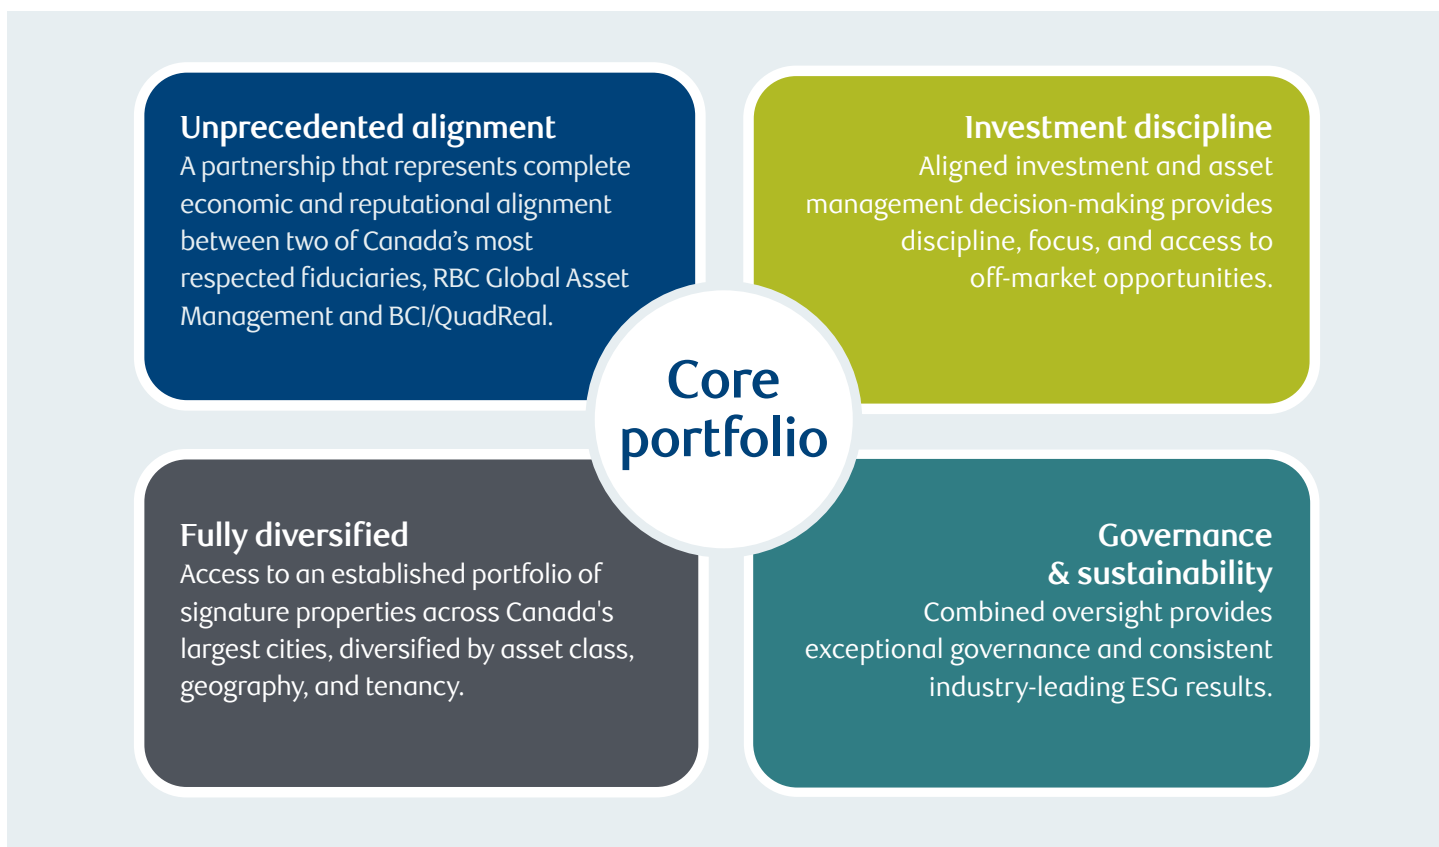 Unprecedented alignment
A partnership that represents complete
economic and reputational alignment
between two of Canada’s most
respected fiduciaries, RBC Global Asset
Management and BCI/QuadReal.
Investment discipline
Aligned investment and asset
management decision-making provides
discipline, focus, and access to
off-market opportunities.
Core
portfolio
Fully diversified
Access to an established portfolio of
signature properties across Canada's
largest cities, diversified by asset class,
geography, and tenancy.
Governance
& sustainability
Combined oversight provides
exceptional governance and consistent
industry-leading ESG results.